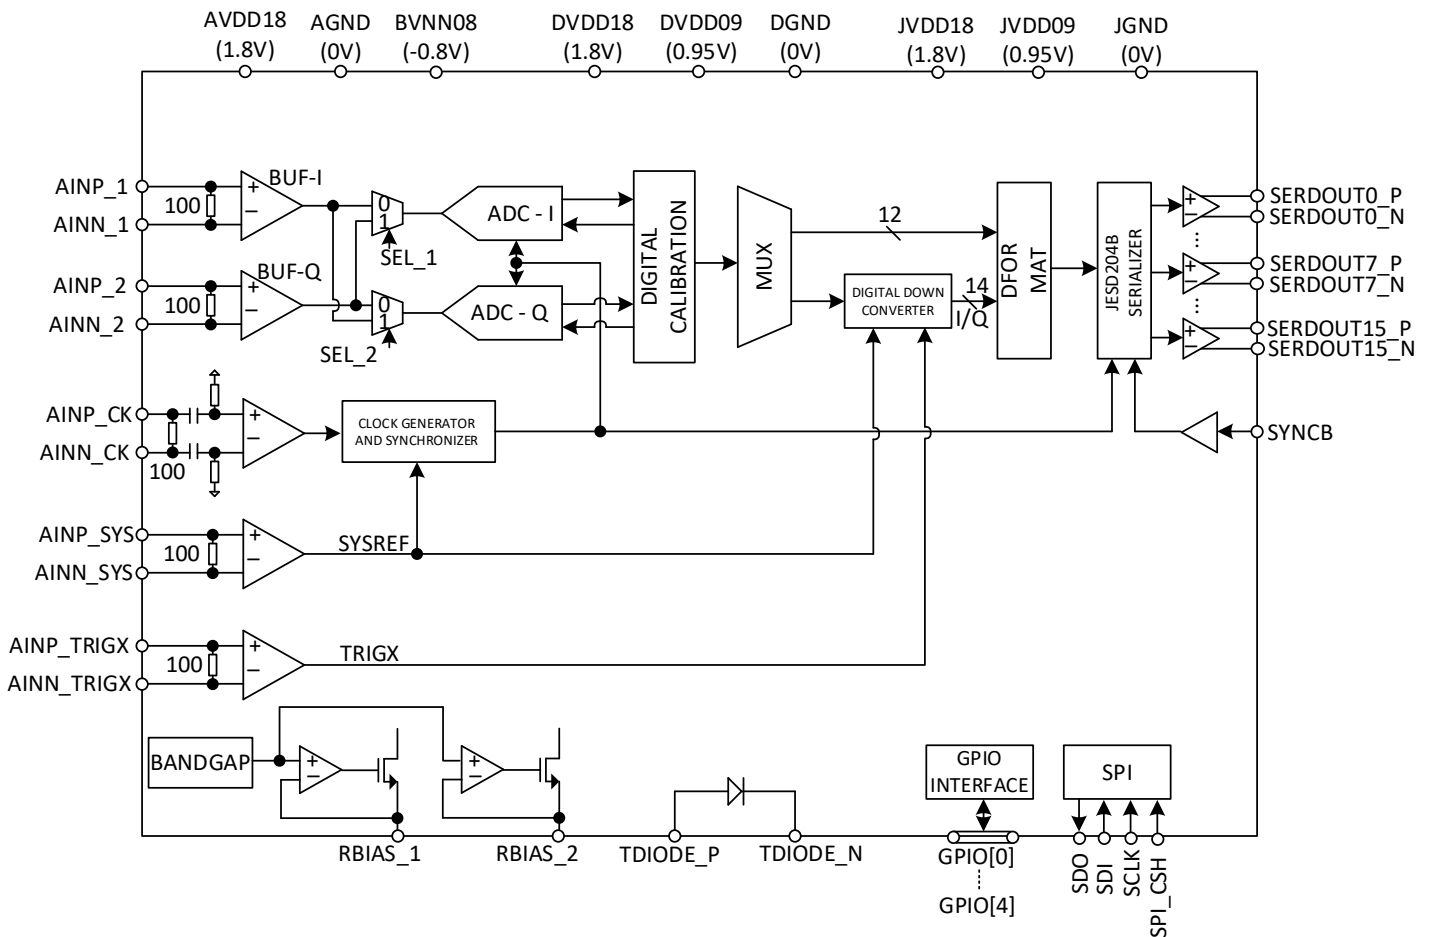 AVDD18
(1.8V)
AGND
(0V)
BVNN08
(-0.8V)
DVDD18
(1.8V)
DVDD09
(0.95V)
DGND
(0V)
JVDD18
(1.8V)
JVDD09
(0.95V)
JGND
(0V)
AINP_1
100
AINN_1
+
−
BUF-I
0
1
SEL_1
ADC - I
AINP_2
100
AINN_2
+
−
BUF-Q
0
1
SEL_2
ADC - Q
DIGITAL
CALIBRATION
MUX
12
DIGITAL DOWN
CONVERTER
14
I/Q
DFOR
MAT
JESD204B
SERIALIZER
+
−
SERDOUT0_P
SERDOUT0_N
...
+
−
SERDOUT7_P
SERDOUT7_N
...
+
−
SERDOUT15_P
SERDOUT15_N
AINP_CK
AINN_CK
100
+
−
CLOCK GENERATOR
AND SYNCHRONIZER
SYNCB
AINP_SYS
100
AINN_SYS
+
−
SYSREF
AINP_TRIGX
100
AINN_TRIGX
+
−
TRIGX
BANDGAP
+
−
+
−
RBIAS_1
RBIAS_2
TDIODE_P
TDIODE_N
GPIO
INTERFACE
GPIO[0]
GPIO[4]
SPI
SDO
SDI
SCLK
SPI_CSH